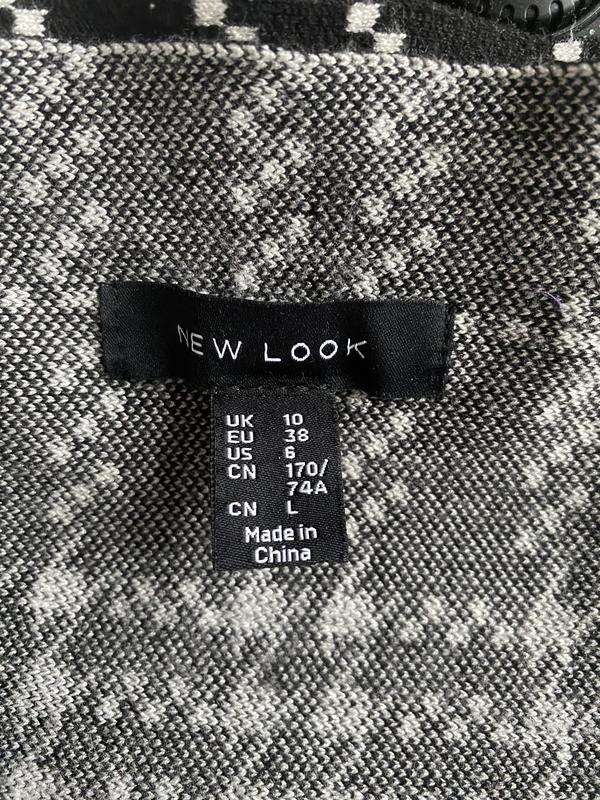 NEW LOOK
UK 10
EU 38
US 6
CN 170/
74A
CN L
Made in
China